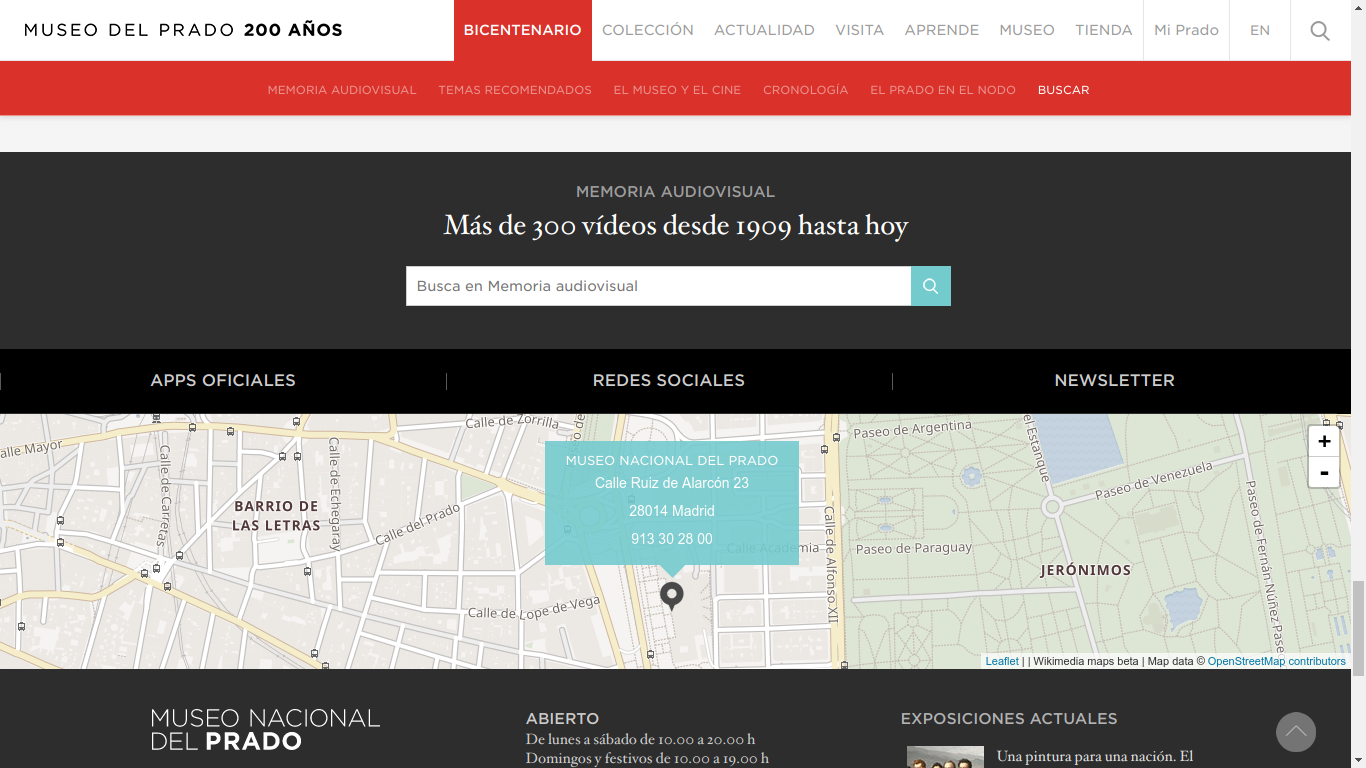 MUSEO DEL PRADO 200 AÑOS
BICENTENARIO COLECCIÓN ACTUALIDAD VISITA APRENDE MUSEO TIENDA Mi Prado EN
MEMORIA AUDIOVISUAL TEMAS RECOMENDADOS EL MUSEO Y EL CINE CRONOLOGÍA EL PRADO EN EL NODO BUSCAR
MEMORIA AUDIOVISUAL
Más de 300 vídeos desde 1909 hasta hoy
Busca en Memoria audiovisual
APOS OFICIALES REDES SOCIALES NEWSLETTER
Calle de Zorrilla
alle Mayor
Calle de Carretas
Calle de Echegaray
BARRIO DE
LAS LETRAS
Calle del Prado
Calle de Lope de Vega
MUSEO NACIONAL DEL PRADO
Calle Ruiz de Alarcón 23
28014 Madrid
913 30 28 00
Calle Academia
Calle de Alfonso XII
Paseo de Argentina
el Estanque
Paseo de Venezuela
Paseo de Paraguay
JERÓNIMOS
Paseo de Fernán Núñez
Pase
+
-
Leaflet | | Wikimedia maps beta | Map data © OpenStreetMap contributors
MUSEO NACIONAL
DEL PRADO
ABIERTO
De lunes a sábado de 10.00 a 20.00 h
Domingos y festivos de 10.00 a 19.00 h
EXPOSICIONES ACTUALES
Una pintura para una nación. El